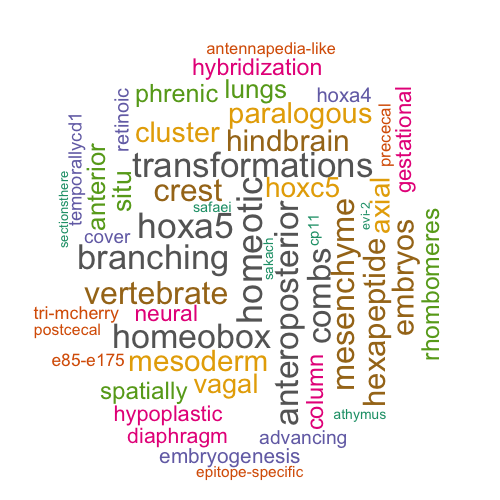 antennapedia-like
hybridization
phrenic
lungs
hoxa4
retinoic
paralogous
prececal
gestational
cluster
hindbrain
temporallycd1
anterior
situ
transformations
crest
hoxc5
axial
evi-2
sectionsthere
safaei
hoxa5
homeotic
cp11
cover
sakach
branching
anteroposterior
combs
mesenchyme
hexapeptide
embryos
rhombomeres
vertebrate
tri-mcherry
neural
postcecal
homeobox
e85-e175
mesoderm
column
spatially
vagal
hypoplastic
athymus
diaphragm
advancing
embryogenesis
epitope-specific